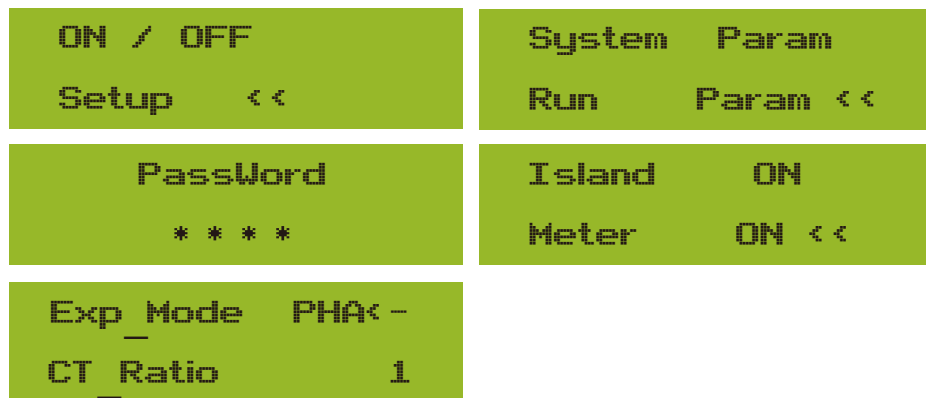 ON / OFF
Setup <<
System Param
Run Param <<
PassWord
* * * *
Island ON
Meter ON <<
Exp_Mode PHA<-
CT_Ratio 1